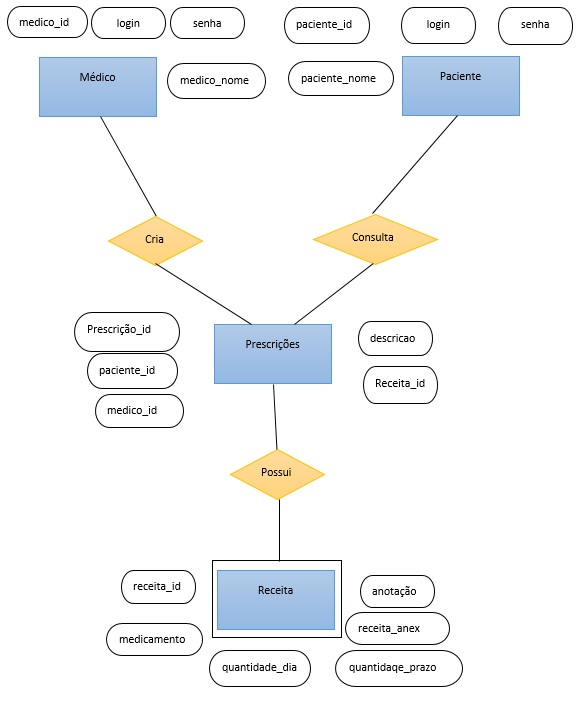 medico_id
login
senha
paciente_id
login
senha
Médico
medico_nome
paciente_nome
Paciente
Cria
Consulta
Prescrição_id
Prescrições
descricao
paciente_id
Receita_id
medico_id
Possui
receita_id
Receita
anotação
medicamento
receita_anex
quantidade_dia
quantidaqe_prazo